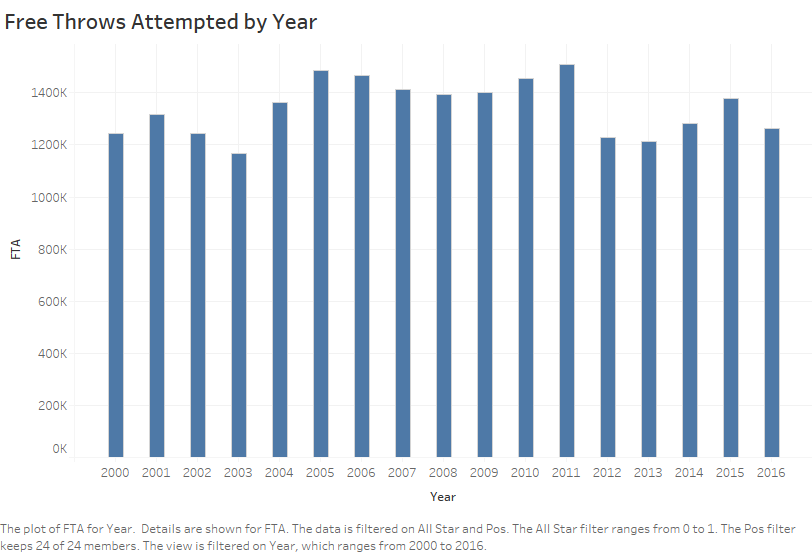 Free Throws Attempted by Year
1400K
1200K
1000K
800K
600K
400K
200K
0K
FTA
2000 2001 2002 2003 2004 2005 2006 2007 2008 2009 2010 2011 2012 2013 2014 2015 2016
Year
The plot of FTA for Year. Details are shown for FTA. The data is filtered on All Star and Pos. The All Star filter ranges from 0 to 1. The Pos filter
keeps 24 of 24 members. The view is filtered on Year, which ranges from 2000 to 2016.